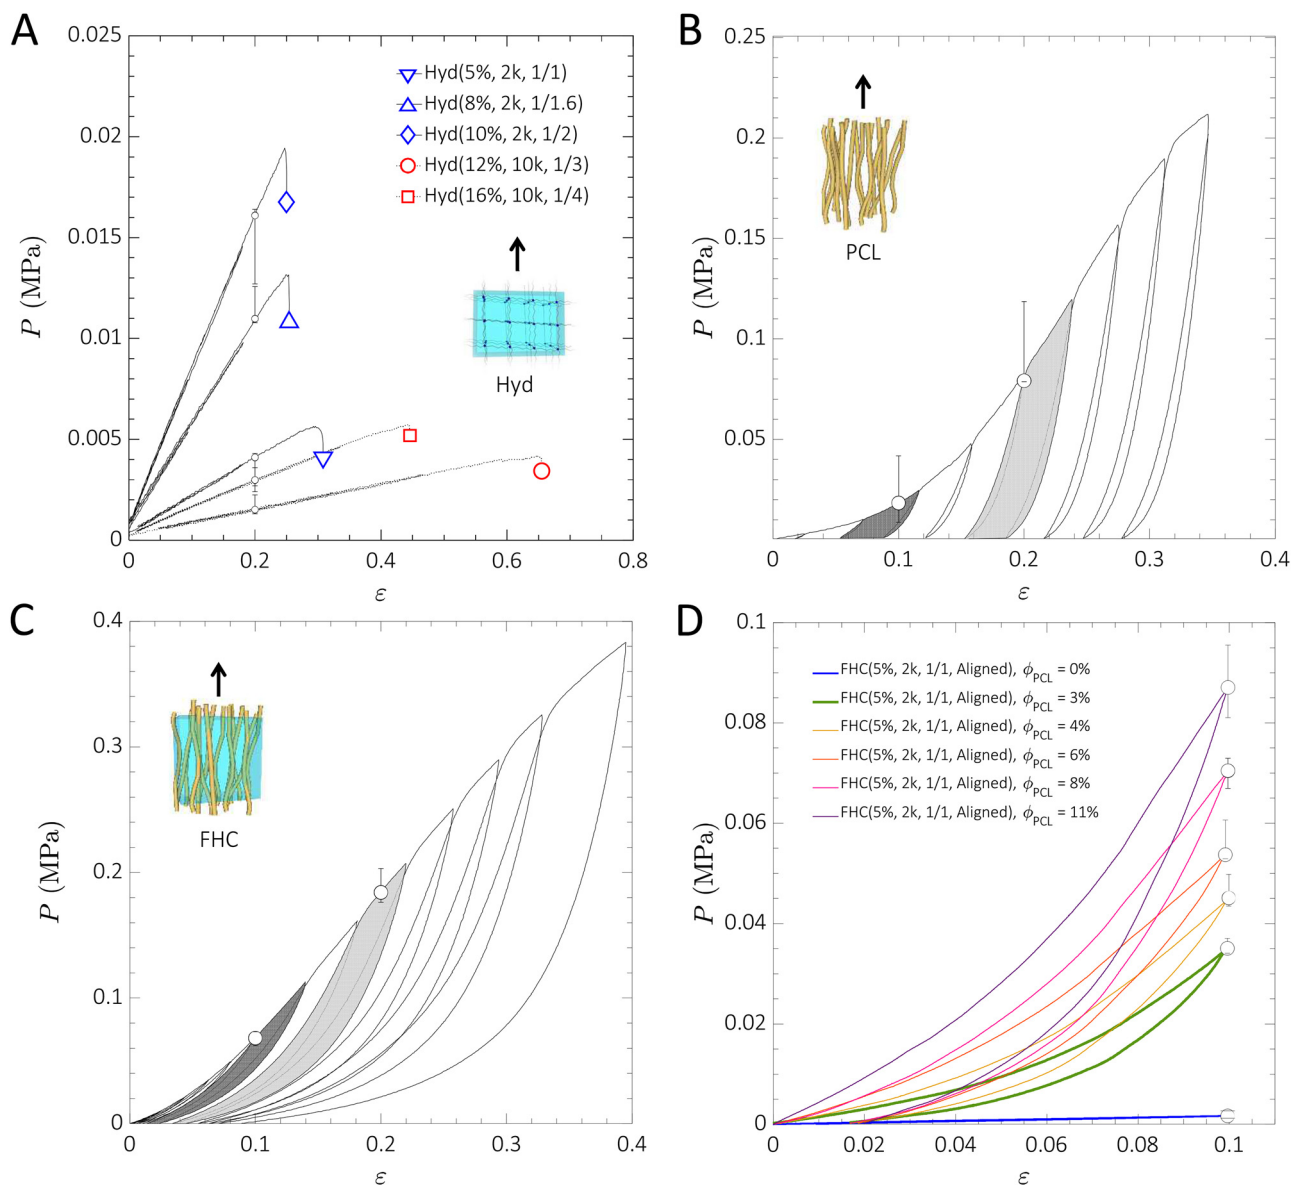 A
0.025
0.02
0.015
0.01
0.005
0
0
0.2
0.4
0.6
0.8
P (MPa)
ε
Hyd(5%, 2k, 1/1)
Hyd(8%, 2k, 1/1.6)
Hyd(10%, 2k, 1/2)
Hyd(12%, 10k, 1/3)
Hyd(16%, 10k, 1/4)
Hyd
B
0.25
0.2
0.15
0.1
0.05
0
0.1
0.2
0.3
0.4
P (MPa)
ε
PCL
C
0.4
0.3
0.2
0.1
0
0
0.1
0.2
0.3
0.4
P (MPa)
ε
FHC
D
0.1
0.08
0.06
0.04
0.02
0
0
0.02
0.04
0.06
0.08
0.1
P (MPa)
ε
FHC(5%, 2k, 1/1, Aligned), ϕPCL = 0%
FHC(5%, 2k, 1/1, Aligned), ϕPCL = 3%
FHC(5%, 2k, 1/1, Aligned), ϕPCL = 4%
FHC(5%, 2k, 1/1, Aligned), ϕPCL = 6%
FHC(5%, 2k, 1/1, Aligned), ϕPCL = 8%
FHC(5%, 2k, 1/1, Aligned), ϕPCL = 11%